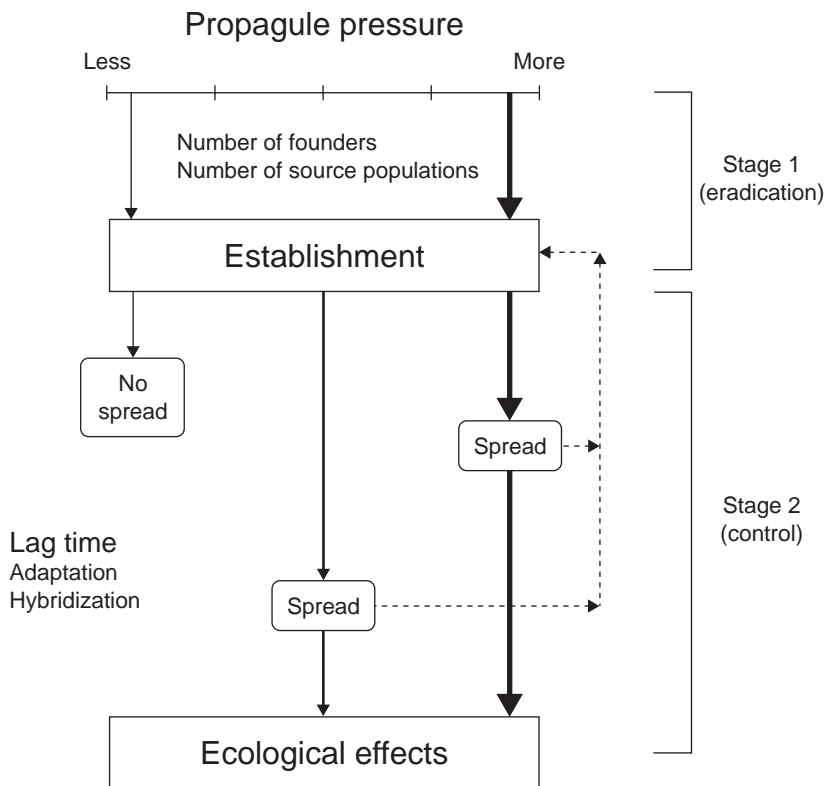 Propagule pressure
Less
More
Number of founders
Number of source populations
Stage 1
(eradication)
Establishment
No
spread
Spread
Stage 2
(control)
Lag time
Adaptation
Hybridization
Spread
Ecological effects